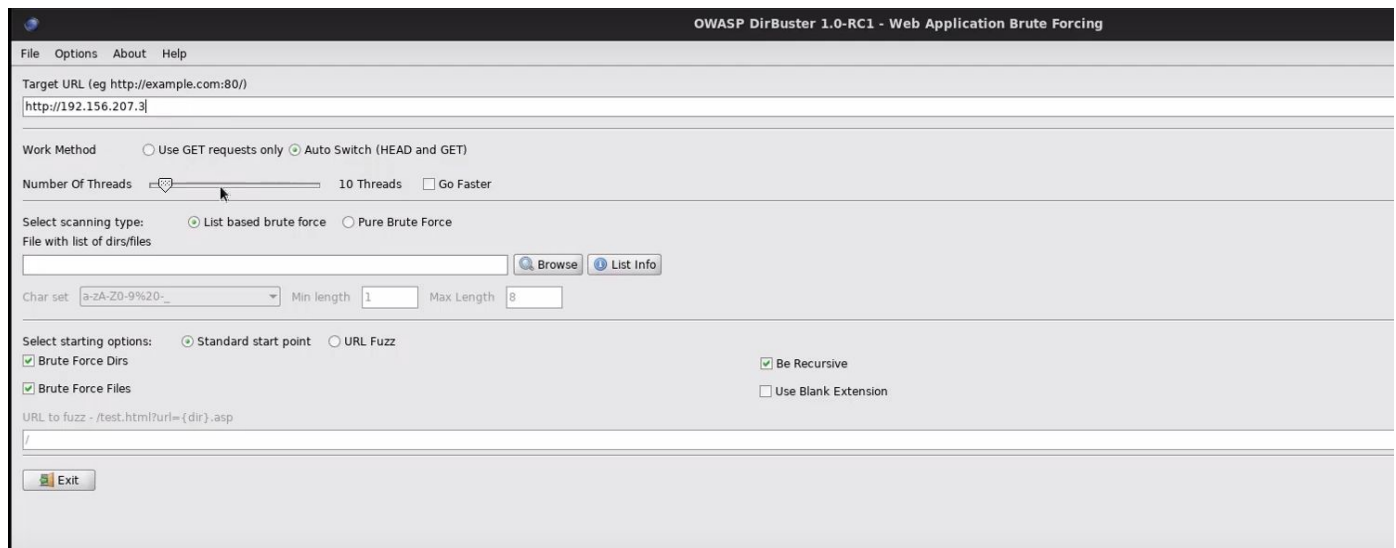 OWASP DirBuster 1.0-RC1 - Web Application Brute Forcing
File Options About Help
Target URL (eg http://example.com:80/)
http://192.156.207.3
Work Method Use GET requests only Auto Switch (HEAD and GET)
Number Of Threads 10 Threads Go Faster
Select scanning type: List based brute force Pure Brute Force
File with list of dirs/files
Browse List Info
Char set a-zA-Z0-9%20-_ Min length 1 Max Length 8
Select starting options: Standard start point URL Fuzz
Brute Force Dirs Be Recursive
Brute Force Files Use Blank Extension
URL to fuzz - /test.html?url={dir}.asp
/
Exit